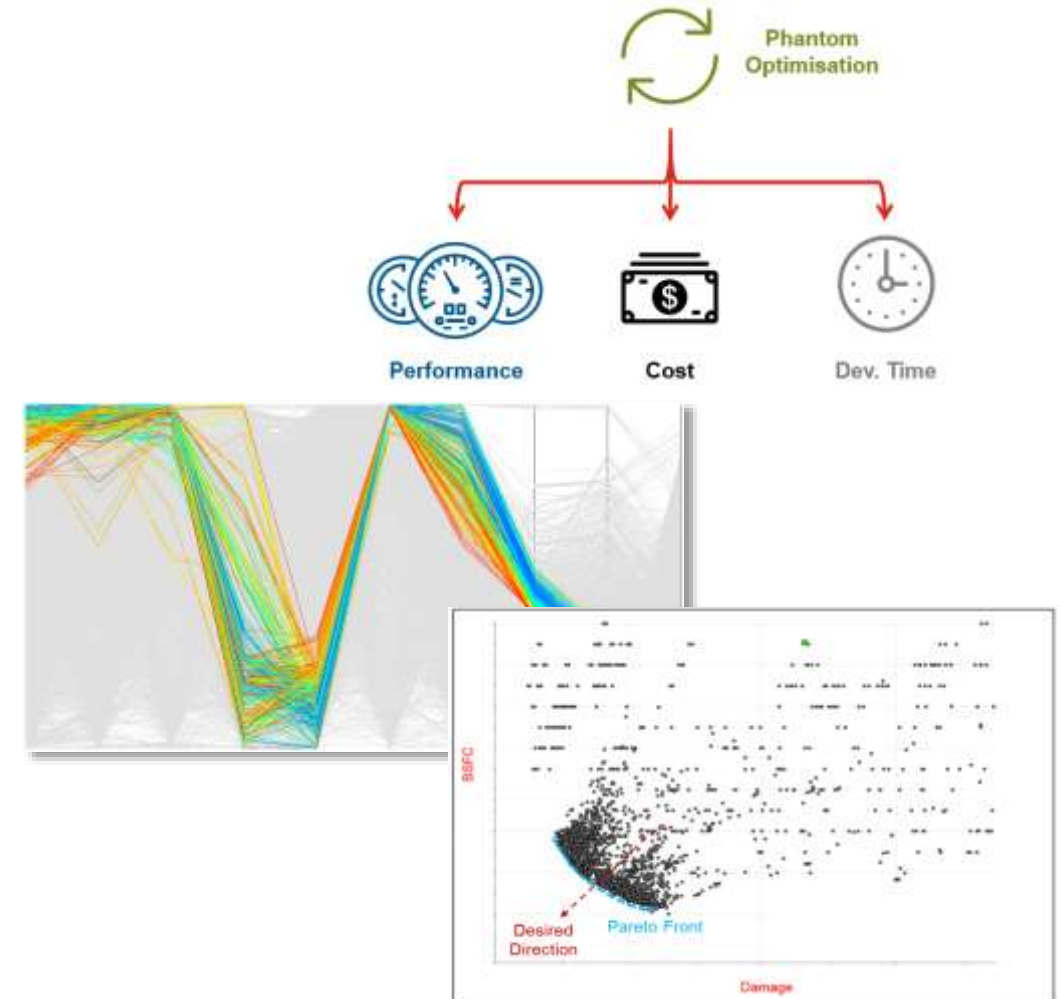 Phantom
Optimisation
$
Performance
Cost
Dev. Time
BSFC
Desired
Direction
Pareto Front
Damage